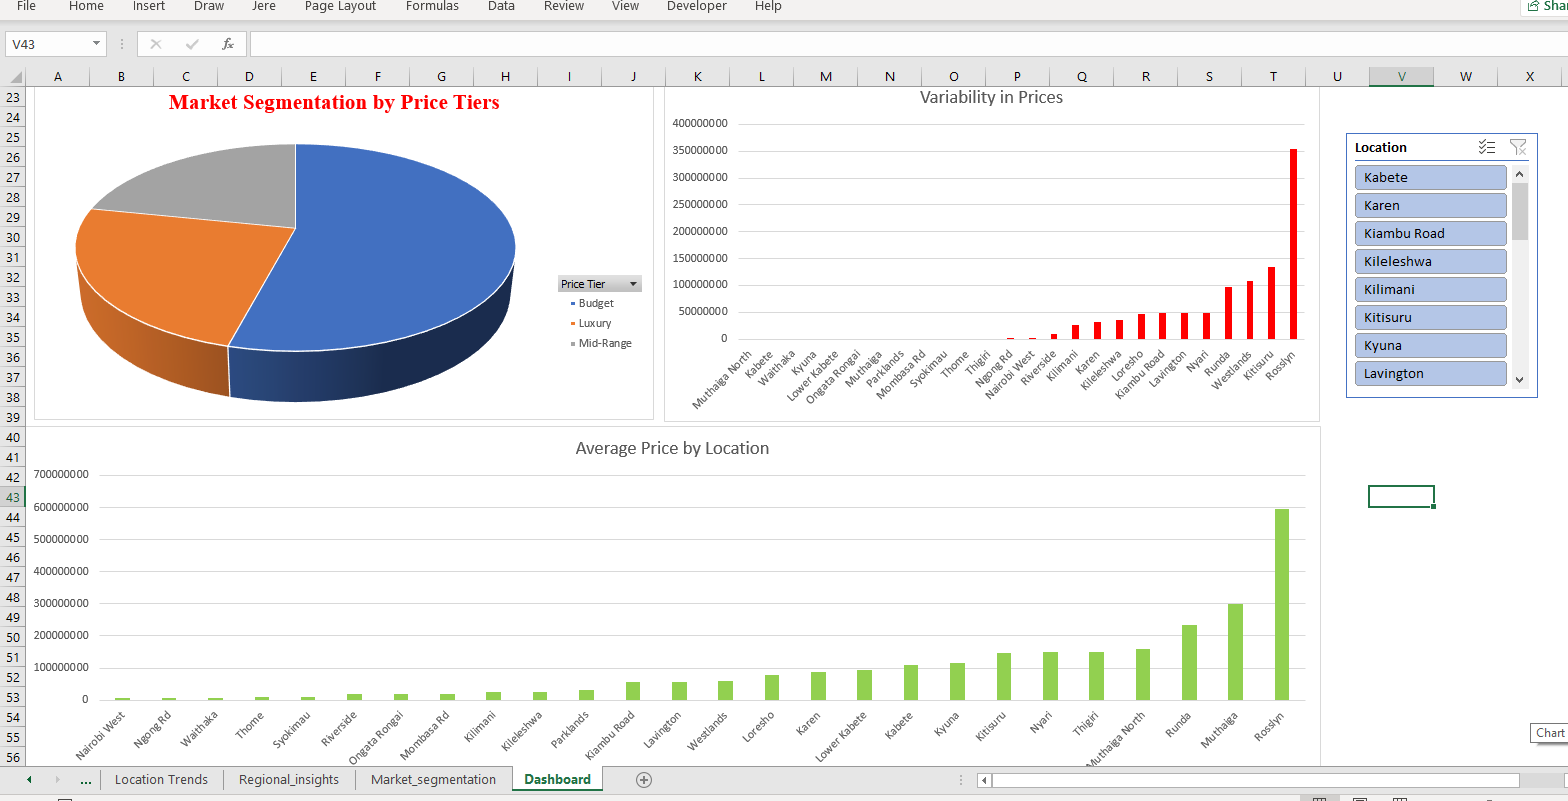 File Home Insert Draw Jere Page Layout Formulas Data Review View Developer Help Shar
V43 fx
A B C D E F G H I J K L M N O P Q R S T U V W X
23
24
25
26
27
28
29
30
31
32
33
34
35
36
37
38
39
40
41
42
43
44
45
46
47
48
49
50
51
52
53
54
55
56
Market Segmentation by Price Tiers
Price Tier
Budget
Luxury
Mid-Range
Variability in Prices
400000000
350000000
300000000
250000000
200000000
150000000
100000000
50000000
0
Muthaiga North
Kabete
Waithaka
Kyuna
Lower Kabete
Ongata Rongai
Muthaiga
Parklands
Mombasa Rd
Syokimau
Thome
Thigiri
Ngong Rd
Nairobi West
Riverside
Kilimani
Karen
Kileleshwa
Loresho
Kiambu Road
Lavington
Nyari
Runda
Westlands
Kitisuru
Rosslyn
Location
Kabete
Karen
Kiambu Road
Kileleshwa
Kilimani
Kitisuru
Kyuna
Lavington
Average Price by Location
700000000
600000000
500000000
400000000
300000000
200000000
100000000
0
Nairobi West
Ngong Rd
Waithaka
Thome
Syokimau
Riverside
Ongata Rongai
Mombasa Rd
Kilimani
Kileleshwa
Parklands
Kiambu Road
Lavington
Westlands
Loresho
Karen
Lower Kabete
Kabete
Kyuna
Kitisuru
Nyari
Thigiri
Muthaiga North
Runda
Muthaiga
Rosslyn
Chart
... Location Trends Regional_insights Market_segmentation Dashboard